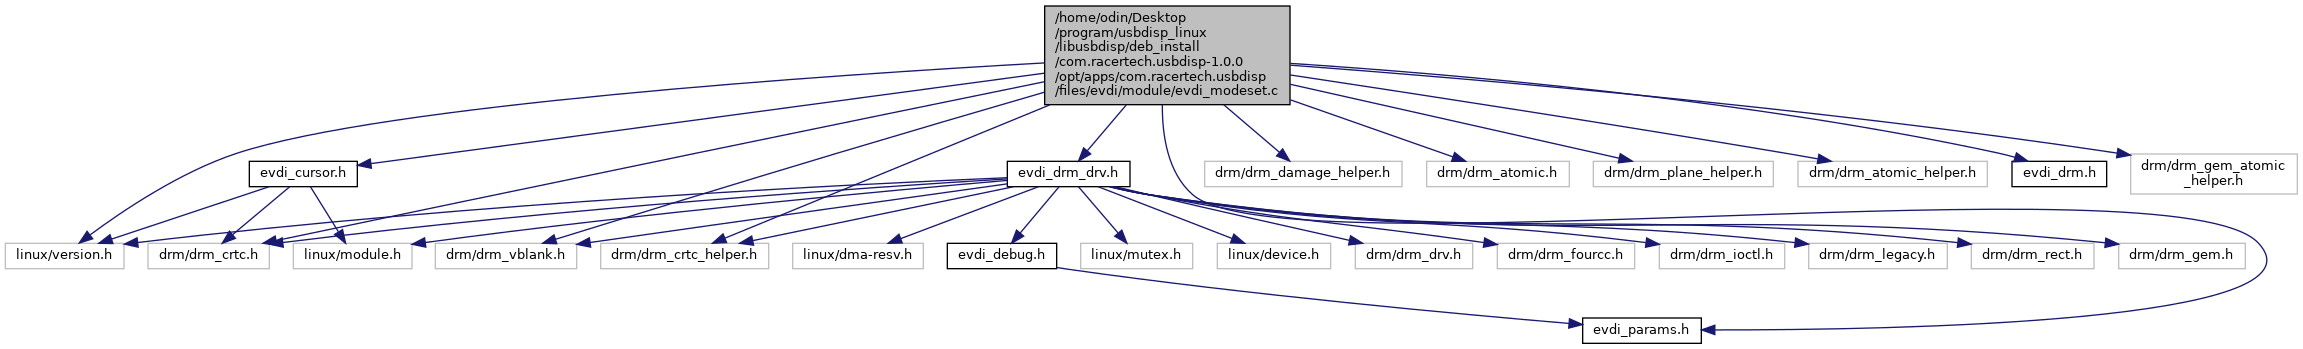 /home/odin/Desktop
/program/usbdisp_linux
/libusbdisp/deb_install
/com.racertech.usbdisp-1.0.0
/opt/apps/com.racertech.usbdisp
/files/evdi/module/evdi_modeset.c
evdi_cursor.h
evdi_drm_drv.h
drm/drm_damage_helper.h
drm/drm_atomic.h
drm/drm_plane_helper.h
drm/drm_atomic_helper.h
evdi_drm.h
drm/drm_gem_atomic
_helper.h
linux/version.h
drm/drm_crtc.h
linux/module.h
drm/drm_vblank.h
drm/drm_crtc_helper.h
linux/dma-resv.h
evdi_debug.h
linux/mutex.h
linux/device.h
drm/drm_drv.h
drm/drm_fourcc.h
drm/drm_ioctl.h
drm/drm_legacy.h
drm/drm_rect.h
drm/drm_gem.h
evdi_params.h